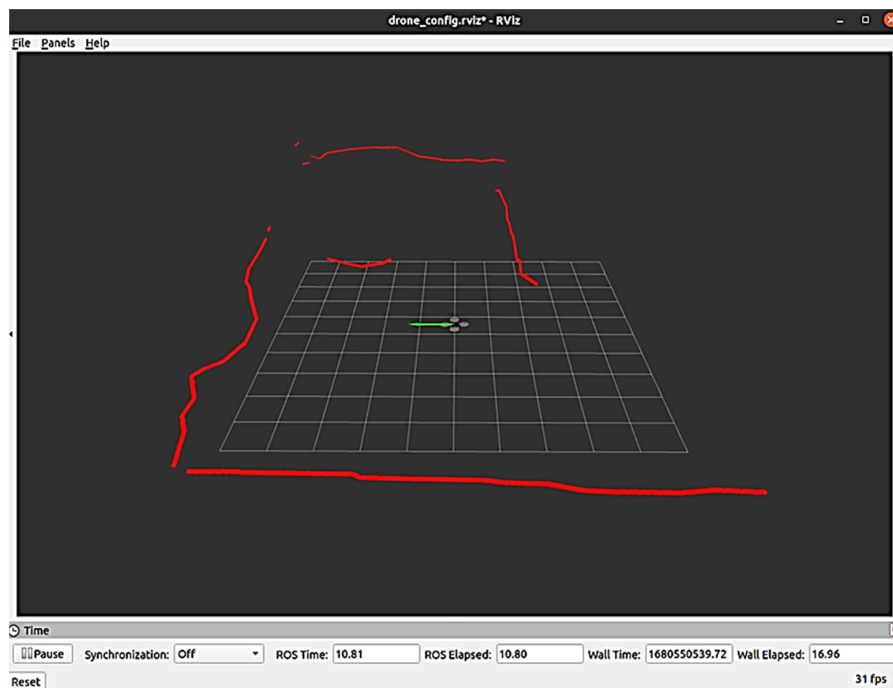 drone_config.rviz* - RViz
File Panels Help
Time
Pause Synchronization: Off ROS Time: 10.81 ROS Elapsed: 10.80 Wall Time: 1680550539.72 Wall Elapsed: 16.96
Reset 31 fps